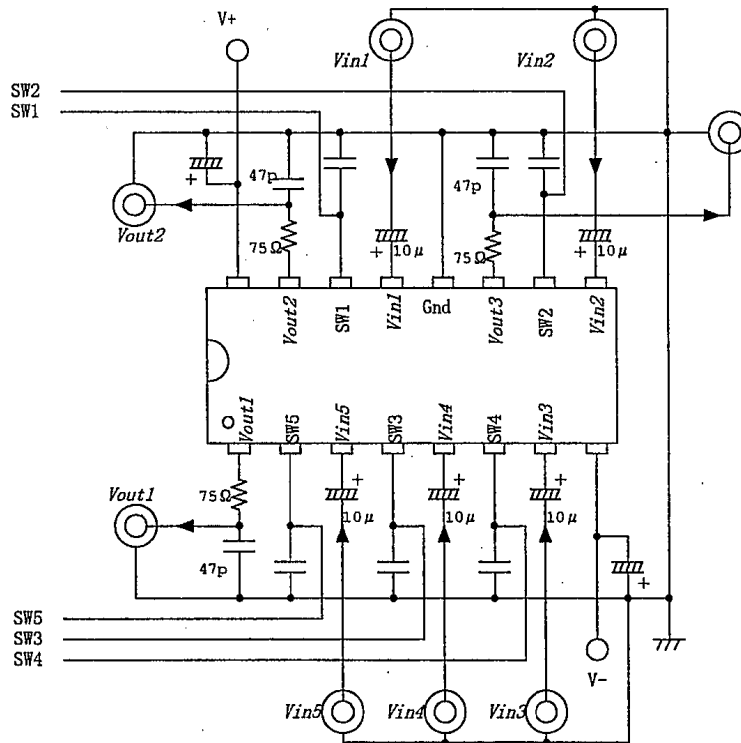 V+
Vin1
Vin2
SW2
SW1
+
47p
47p
Vout2
75Ω
+ 10μ
75Ω
+ 10μ
Vout2
SW1
Vin1
Gnd
Vout3
SW2
Vin2
Vout1
SW5
Vin5
SW3
Vin4
SW4
Vin3
Vout1
75Ω
+
10μ
+
10μ
+
10μ
47p
+
SW5
SW3
SW4
V-
Vin5
Vin4
Vin3